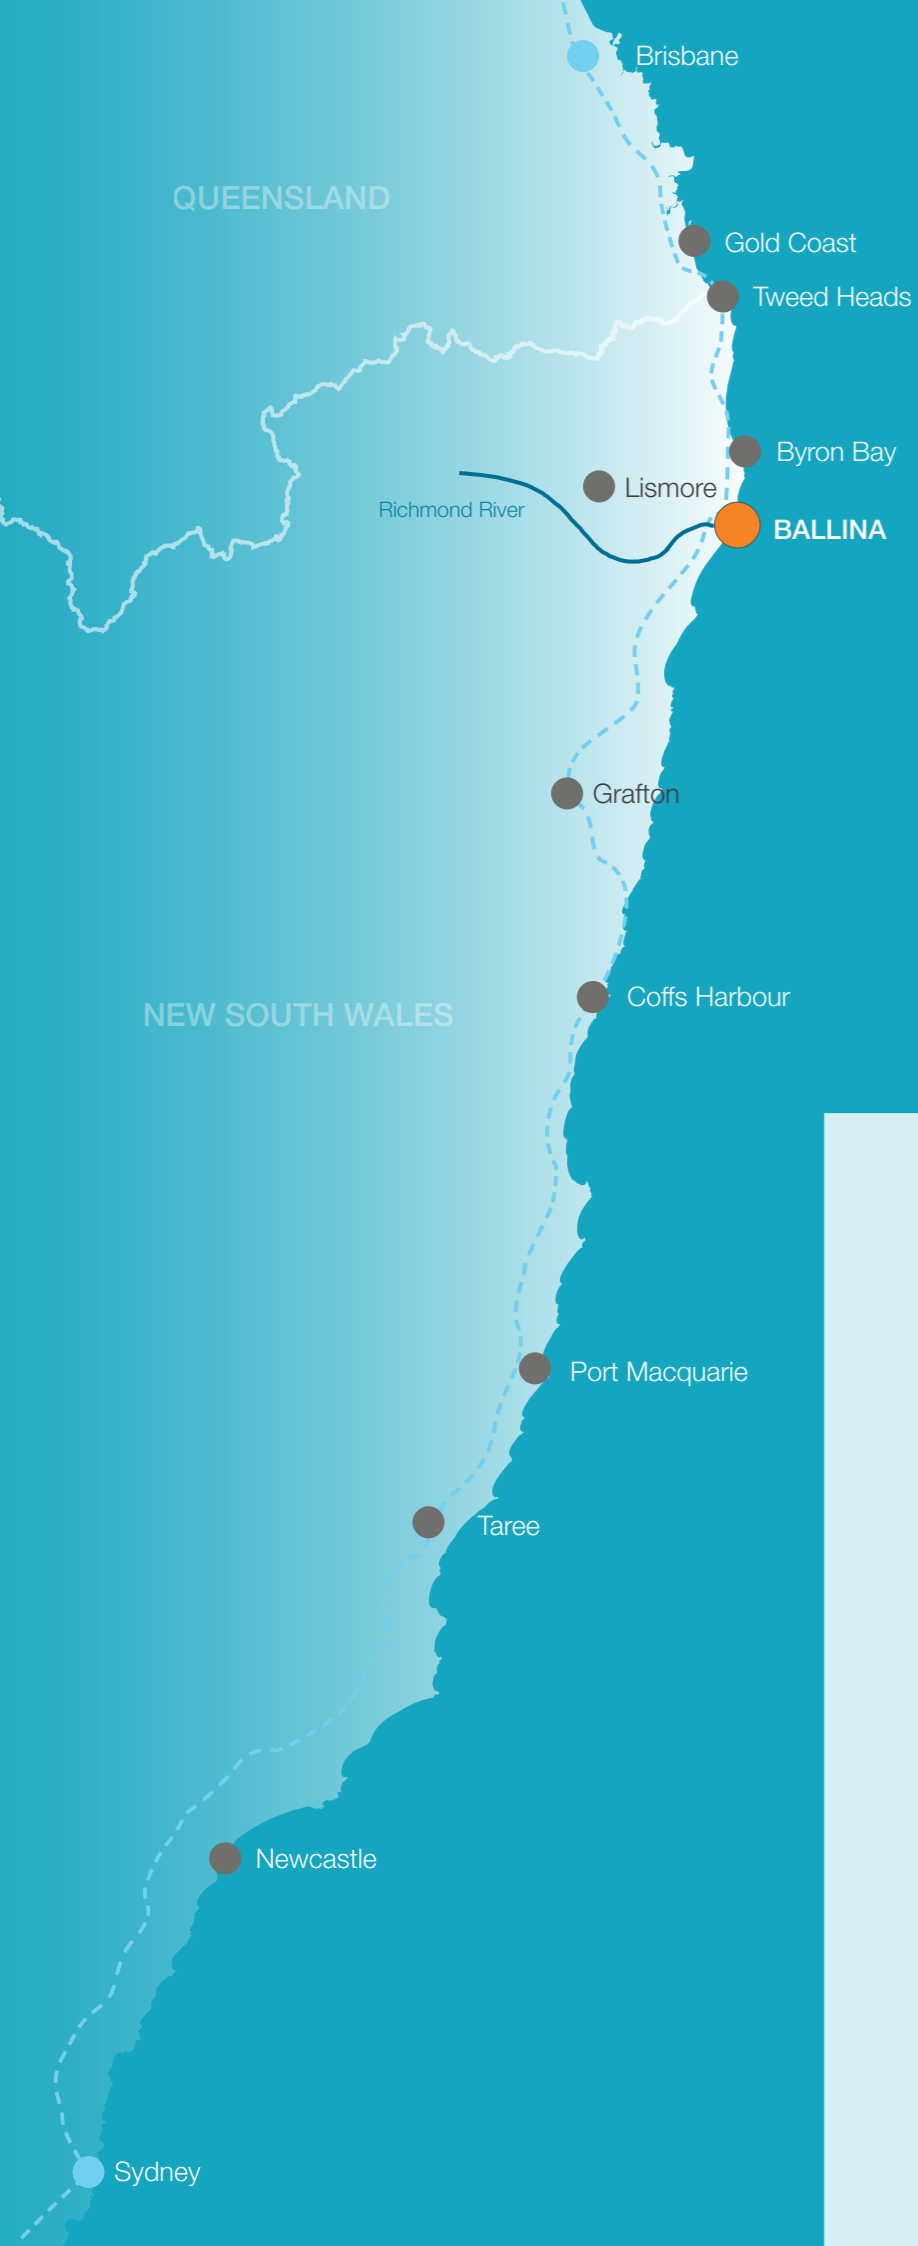 Brisbane
QUEENSLAND
Gold Coast
Tweed Heads
Byron Bay
Lismore
Richmond River
BALLINA
Grafton
Coffs Harbour
NEW SOUTH WALES
Port Macquarie
Taree
Newcastle
Sydney